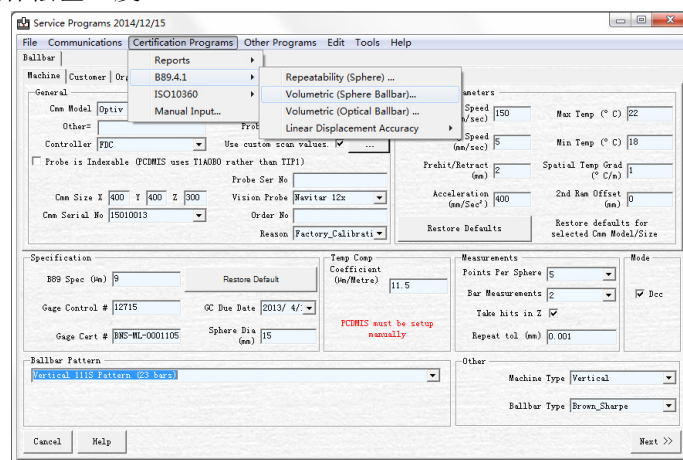 Service Programs 2014/12/15
File Communications Certification Programs Other Programs Edit Tools Help
Ballbar
Reports
B89.4.1
ISO10360
Manual Input...
Repeatability (Sphere) ...
Volumetric (Sphere Ballbar)...
Volumetric (Optical Ballbar) ...
Linear Displacement Accuracy
Machine Customer
General
Cmm Model Optiv
Other=
Controller FDC
Use custom scan values. ...
Probe is Indexable (PCDMIS uses T1A0B0 rather than TIP1)
Probe Ser No
Cmm Size X 400 Y 400 Z 300 Vision Probe Navitar 12x
Cmm Serial No 15010013 Order No
Reason Factory_Calibrati
Speed 150 Max Temp (° C) 22
Speed (mm/sec) 5 Min Temp (° C) 18
Prehit/Retract (mm) 2 Spatial Temp Grad (° C/m) 1
Acceleration (mm/Sec²) 400 2nd Ram Offset (mm) 0
Restore Defaults Restore defaults for selected Cmm Model/Size
Specification
B89 Spec (Wm) 9 Restore Default
Gage Control # 12715 GC Due Date 2013/ 4/
Gage Cert # BNS-WL-0001105 Sphere Dia (mm) 15
Temp Comp
Coefficient (Wm/Metre) 11.5
PCDMIS must be setup manually
Measurements
Points Per Sphere 5
Bar Measurements 2
Take hits in Z
Repeat tol (mm) 0.001
Mode
Dcc
Ballbar Pattern
Vertical 111S Pattern (23 bars)
Other
Machine Type Vertical
Ballbar Type Brown_Sharpe
Cancel Help Next >>